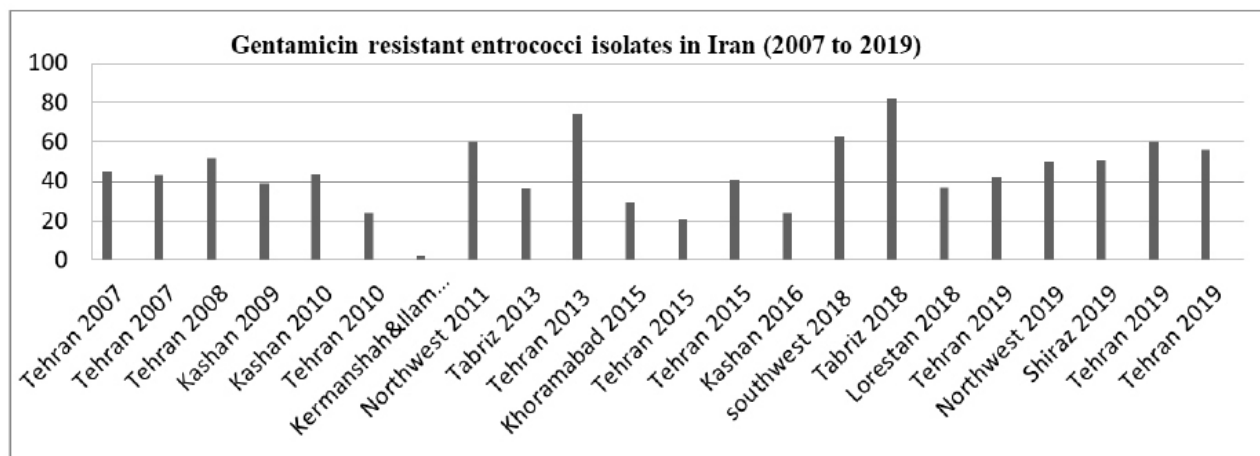 Gentamicin resistant entrococci isolates in Iran (2007 to 2019)
100
80
60
40
20
0
Tehran 2007
Tehran 2007
Tehran 2008
Kashan 2009
Kashan 2010
Tehran 2010
Kermanshah&Ilam...
Northwest 2011
Tabriz 2013
Tehran 2013
Khoramabad 2015
Tehran 2015
Tehran 2015
Kashan 2016
southwest 2018
Tabriz 2018
Lorestan 2018
Tehran 2019
Northwest 2019
Shiraz 2019
Tehran 2019
Tehran 2019